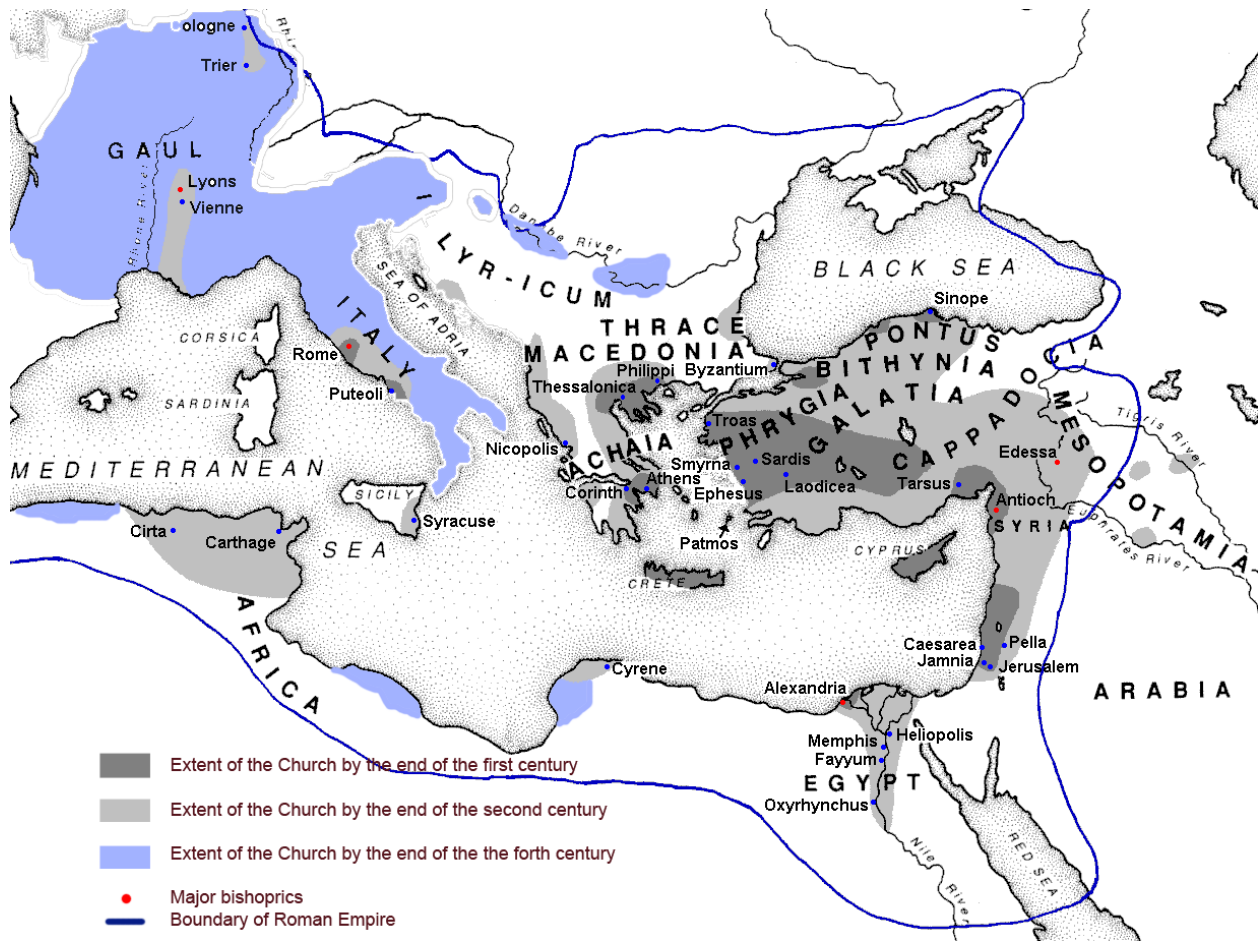 Cologne
Rhi
Trier
GAUL
Lyons
Vienne
Rhone River
I
LYR-ICUM
Danube River
BLACK SEA
SEA OF ADRIA
ITALY
Sinope
CORSICA
THRACE
PONTUS
Rome
MACEDONIA
BITHYNIA
CAPPADOCIA
Byzantium
Philippi
Thessalonica
PHRYGIA
GALATIA
MESOPOTAMIA
Tigris River
Puteoli
SARDINIA
Troas
Nicopolis
ACHAIA
Edessa
MEDITERRANEAN
SEA
Smyrna
Sardis
Athens
Laodicea
Tarsus
Corinth
Ephesus
Antioch
SICILY
SYRIA
Syracuse
Cirta
Carthage
Patmos
Euphrates River
CYPRUS
CRETE
AFRICA
Caesarea
Pella
Jamnia
Jerusalem
Cyrene
Alexandria
ARABIA
Heliopolis
Memphis
Fayyum
EGYPT
Oxyrhynchus
Nile River
RED SEA
Extent of the Church by the end of the first century
Extent of the Church by the end of the second century
Extent of the Church by the end of the the forth century
Major bishoprics
Boundary of Roman Empire